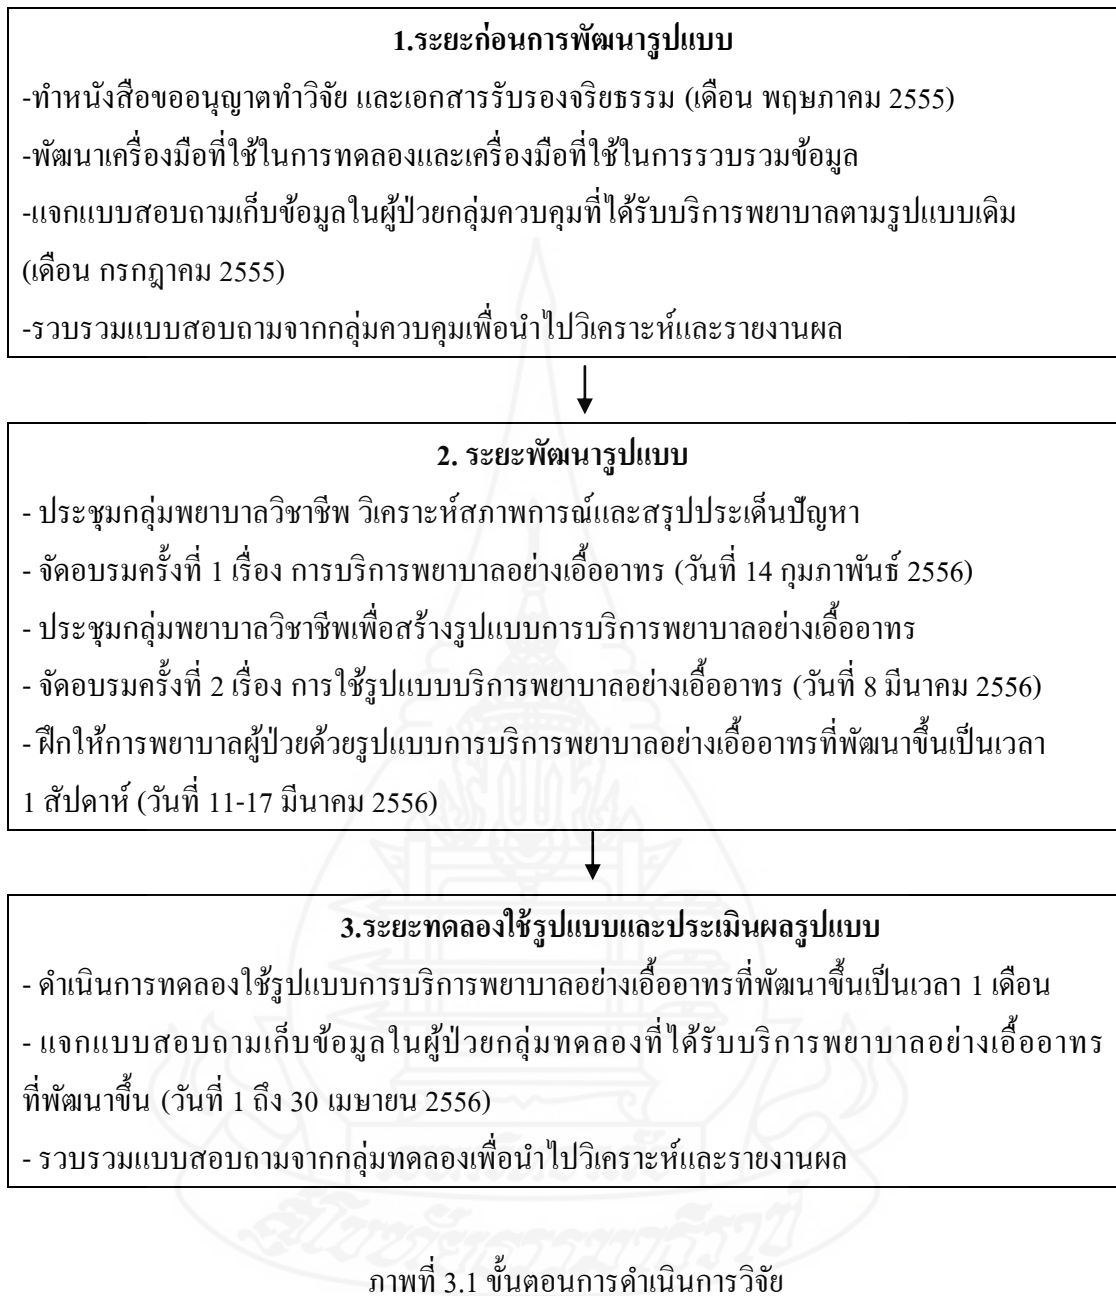 1.ระยะก่อนการพัฒนารูปแบบ
-ทำหนังสือขออนุญาตทำวิจัย และเอกสารรับรองจริยธรรม (เดือน พฤษภาคม 2555)
-พัฒนาเครื่องมือที่ใช้ในการทดลองและเครื่องมือที่ใช้ในการรวบรวมข้อมูล
-แจกแบบสอบถามเก็บข้อมูลในผู้ป่วยกลุ่มควบคุมที่ได้รับบริการพยาบาลตามรูปแบบเดิม
(เดือน กรกฎาคม 2555)
-รวบรวมแบบสอบถามจากกลุ่มควบคุมเพื่อนำไปวิเคราะห์และรายงานผล
2. ระยะพัฒนารูปแบบ
- ประชุมกลุ่มพยาบาลวิชาชีพ วิเคราะห์สภาพการณ์และสรุปประเด็นปัญหา
- จัดอบรมครั้งที่ 1 เรื่อง การบริการพยาบาลอย่างเอื้ออาทร (วันที่ 14 กุมภาพันธ์ 2556)
- ประชุมกลุ่มพยาบาลวิชาชีพเพื่อสร้างรูปแบบการบริการพยาบาลอย่างเอื้ออาทร
- จัดอบรมครั้งที่ 2 เรื่อง การใช้รูปแบบบริการพยาบาลอย่างเอื้ออาทร (วันที่ 8 มีนาคม 2556)
- ฝึกให้การพยาบาลผู้ป่วยด้วยรูปแบบการบริการพยาบาลอย่างเอื้ออาทรที่พัฒนาขึ้นเป็นเวลา
1 สัปดาห์ (วันที่ 11-17 มีนาคม 2556)
3.ระยะทดลองใช้รูปแบบและประเมินผลรูปแบบ
- ดำเนินการทดลองใช้รูปแบบการบริการพยาบาลอย่างเอื้ออาทรที่พัฒนาขึ้นเป็นเวลา 1 เดือน
- แจกแบบสอบถามเก็บข้อมูลในผู้ป่วยกลุ่มทดลองที่ได้รับบริการพยาบาลอย่างเอื้ออาทร
ที่พัฒนาขึ้น (วันที่ 1 ถึง 30 เมษายน 2556)
- รวบรวมแบบสอบถามจากกลุ่มทดลองเพื่อนำไปวิเคราะห์และรายงานผล
สุโขทัยธรรมาธิราช
ภาพที่ 3.1 ขั้นตอนการดำเนินการวิจัย